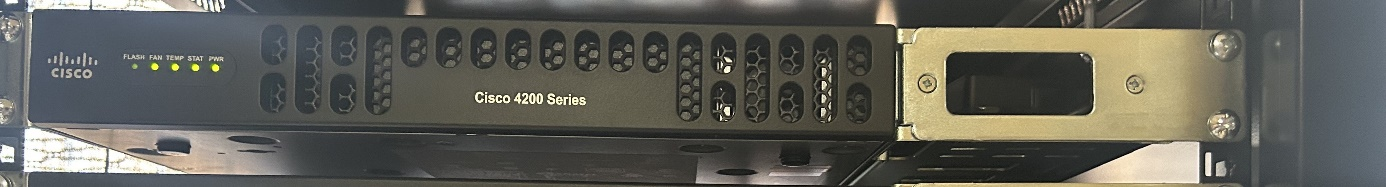 CISCO
FLASH FAN TEMP STAT PWR
Cisco 4200 Series